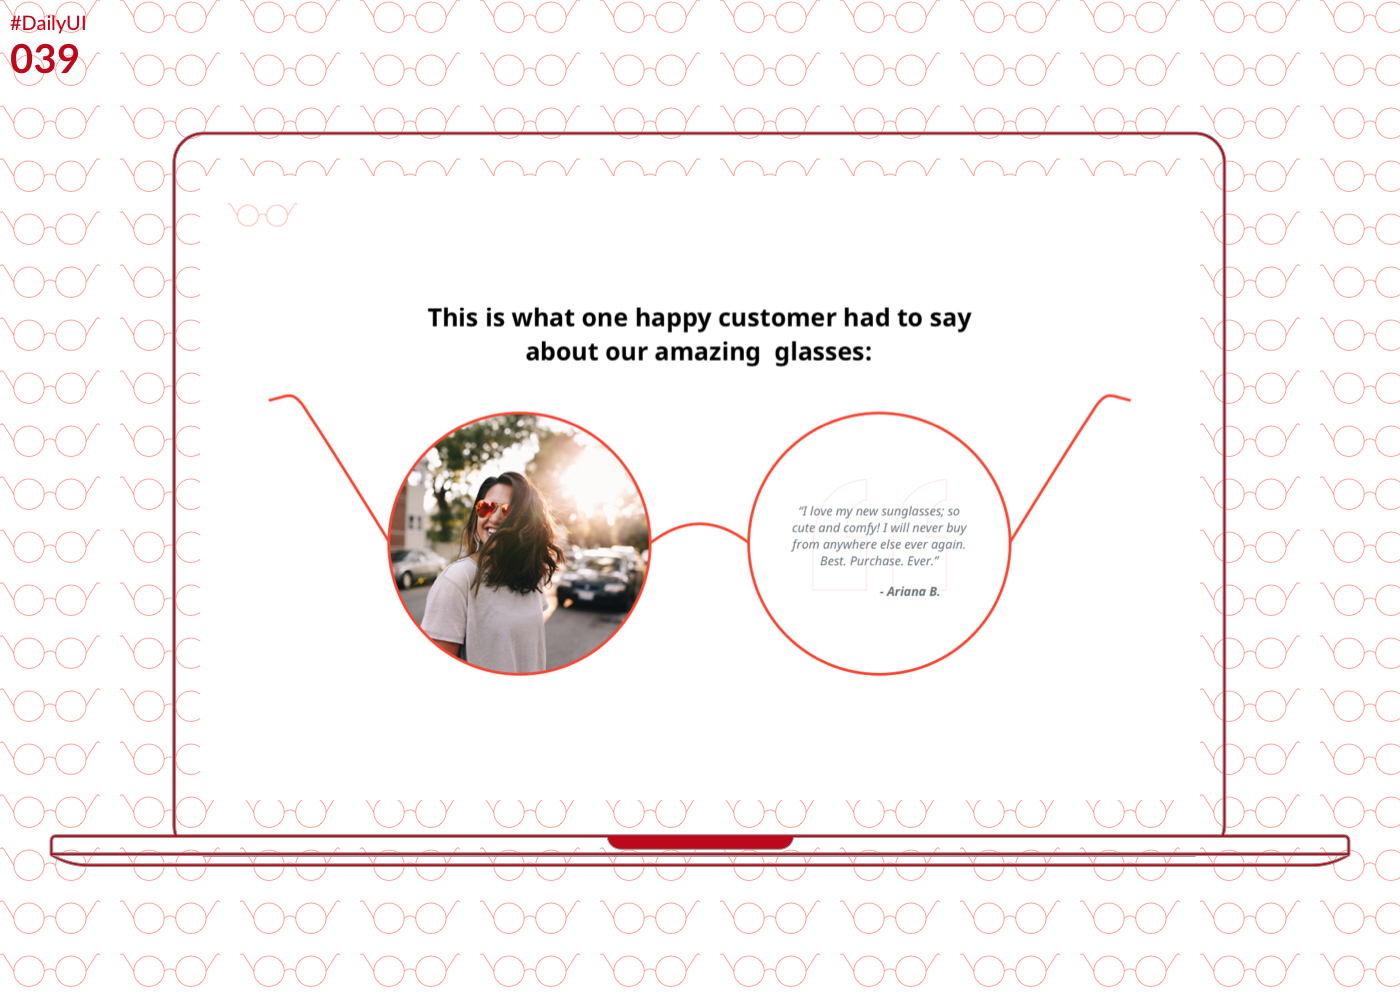 #DailyUI
039
This is what one happy customer had to say
about our amazing  glasses:
“I love my new sunglasses; so
cute and comfy! I will never buy
from anywhere else ever again.
Best. Purchase. Ever.”
- Ariana B.